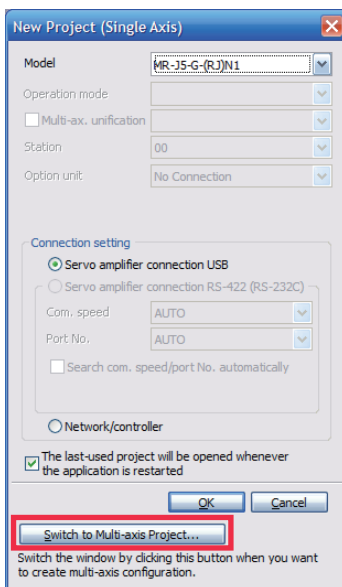 New Project (Single Axis)
Model
MR-J5-G-(RJ)N1
Operation mode
Multi-ax. unification
Station
00
Option unit
No Connection
Connection setting
Servo amplifier connection USB
Servo amplifier connection RS-422 (RS-232C)
Com. speed
AUTO
Port No.
AUTO
Search com. speed/port No. automatically
Network/controller
The last-used project will be opened whenever
the application is restarted
OK
Cancel
Switch to Multi-axis Project...
Switch the window by clicking this button when you want
to create multi-axis configuration.